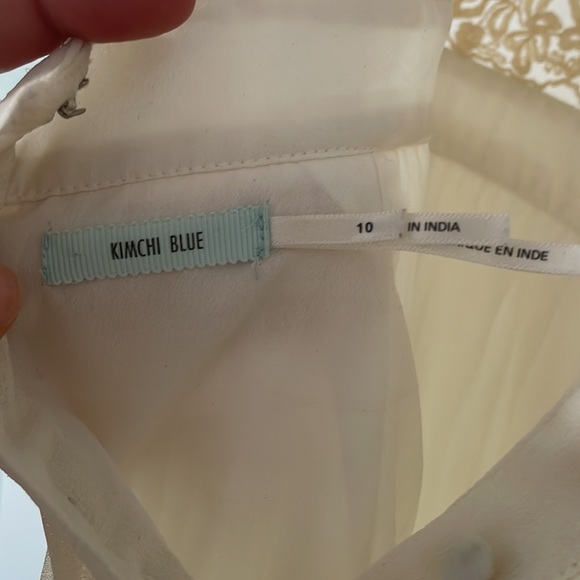 KIMCHI BLUE
10
IN INDIA
QUE EN INDE